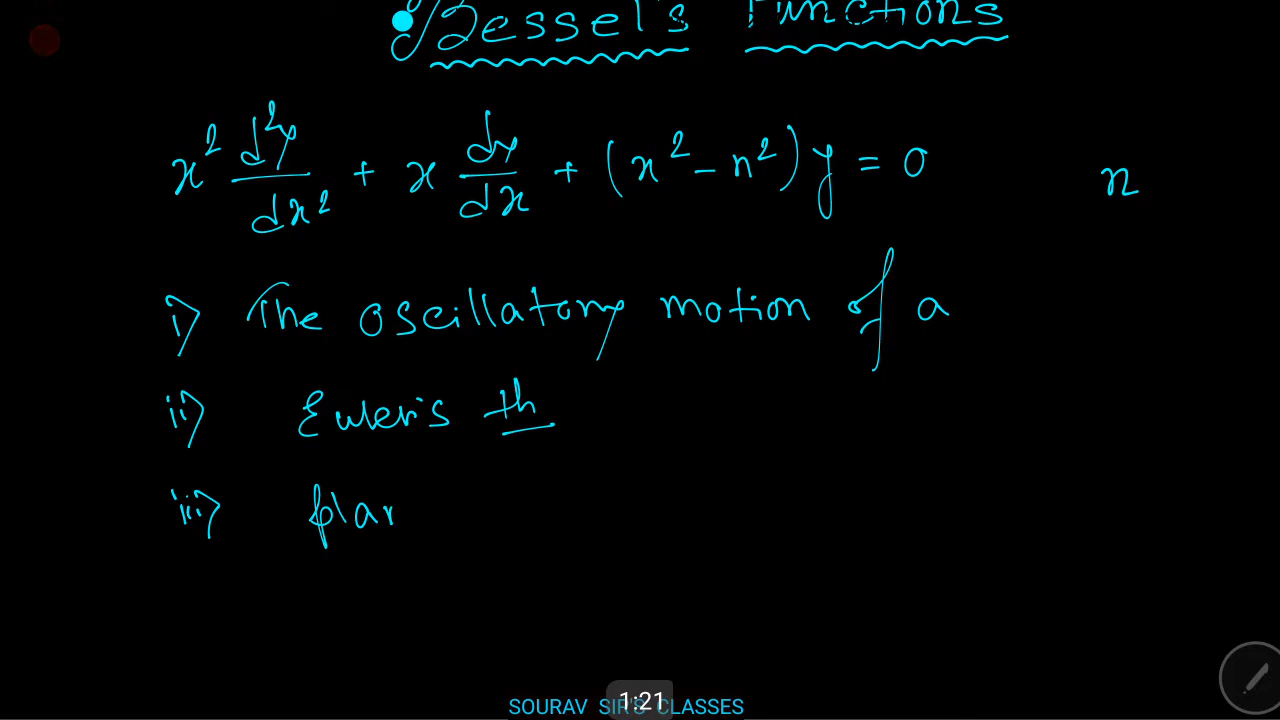 Bessel's Functions
x² d²y/dx² + x dy/dx + (x² - n²) y = 0 n
i) The oscillatory motion of a
ii) Euler's th
iii) plan
1:21
SOURAV SIR'S CLASSES